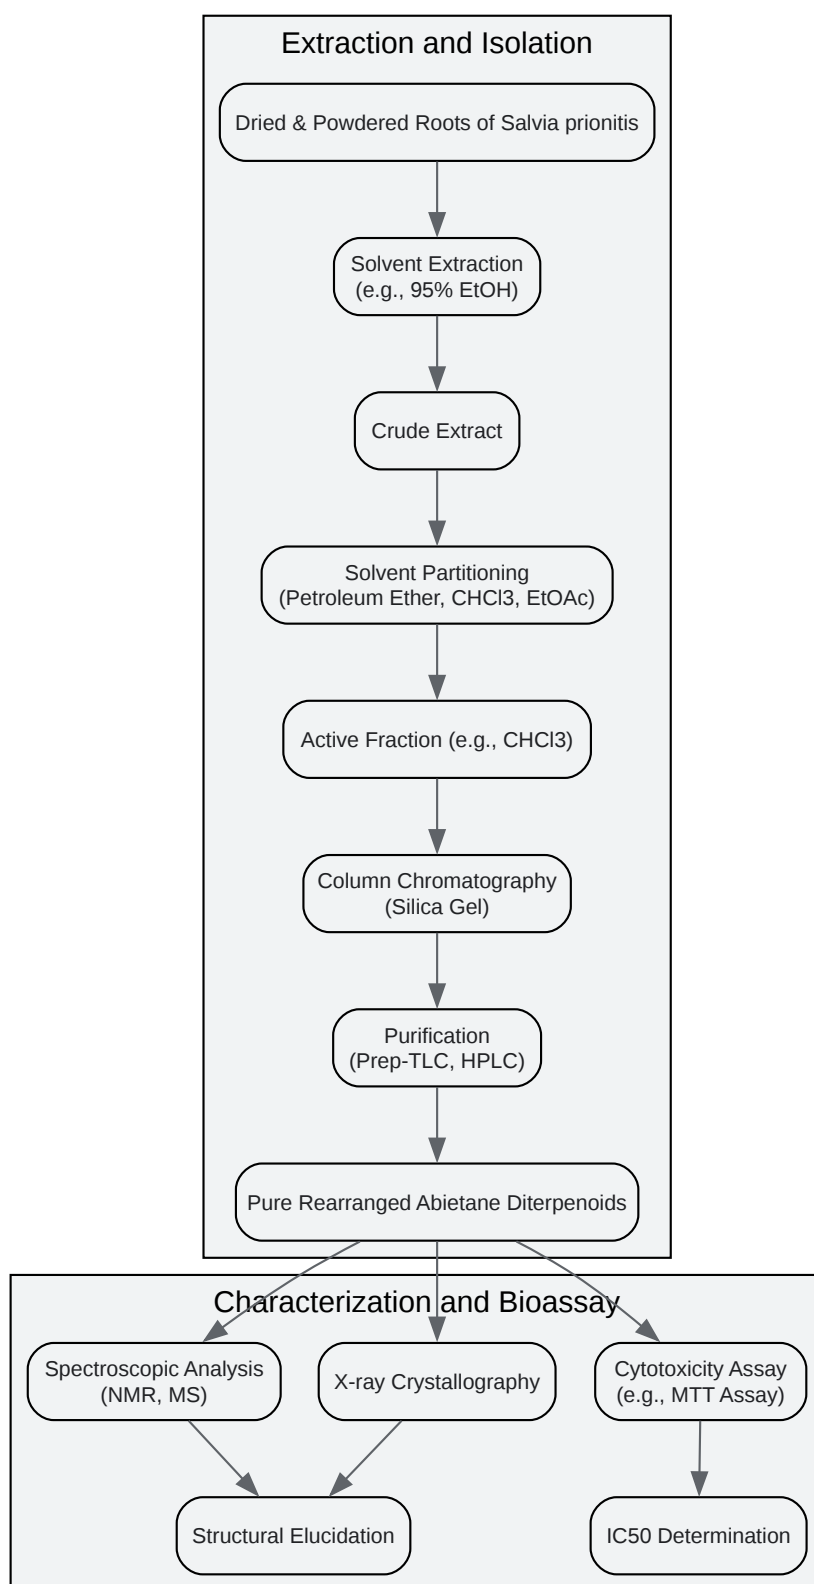 Extraction and Isolation
Dried & Powdered Roots of Salvia prionitis
Solvent Extraction
(e.g., 95% EtOH)
Crude Extract
Solvent Partitioning
(Petroleum Ether, CHCl3, EtOAc)
Active Fraction (e.g., CHCl3)
Column Chromatography
(Silica Gel)
Purification
(Prep-TLC, HPLC)
Pure Rearranged Abietane Diterpenoids
Characterization and Bioassay
Spectroscopic Analysis
(NMR, MS)
X-ray Crystallography
Cytotoxicity Assay
(e.g., MTT Assay)
Structural Elucidation
IC50 Determination